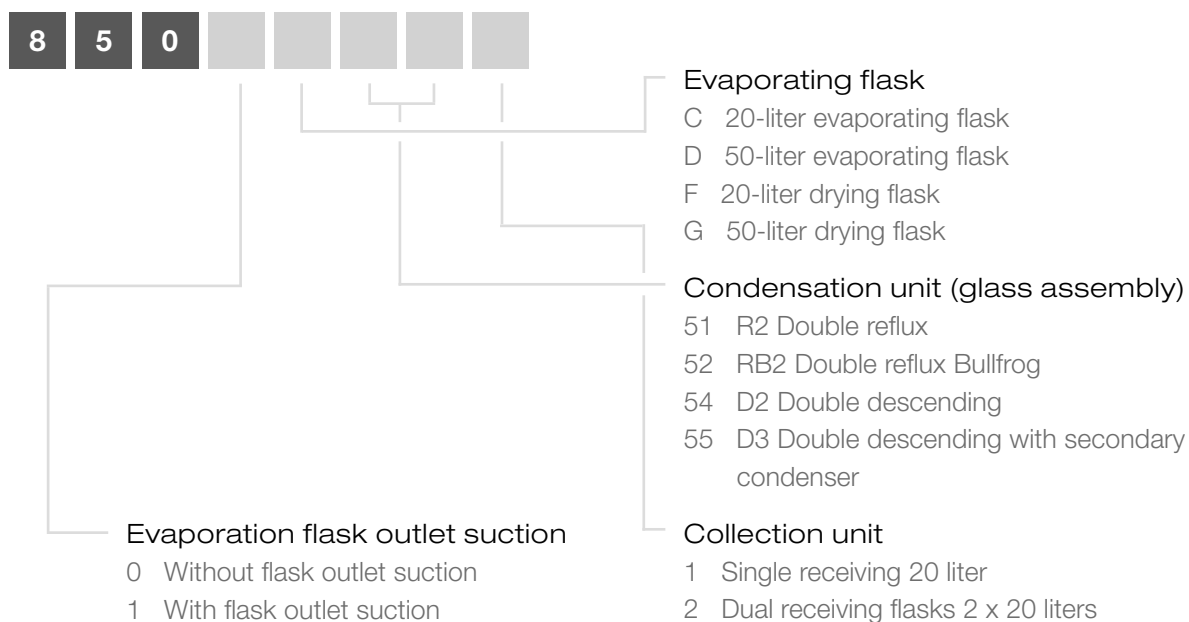 8 5 0
Evaporating flask
C 20-liter evaporating flask
D 50-liter evaporating flask
F 20-liter drying flask
G 50-liter drying flask
Condensation unit (glass assembly)
51 R2 Double reflux
52 RB2 Double reflux Bullfrog
54 D2 Double descending
55 D3 Double descending with secondary
condenser
Evaporation flask outlet suction
0 Without flask outlet suction
1 With flask outlet suction
Collection unit
1 Single receiving 20 liter
2 Dual receiving flasks 2 x 20 liters